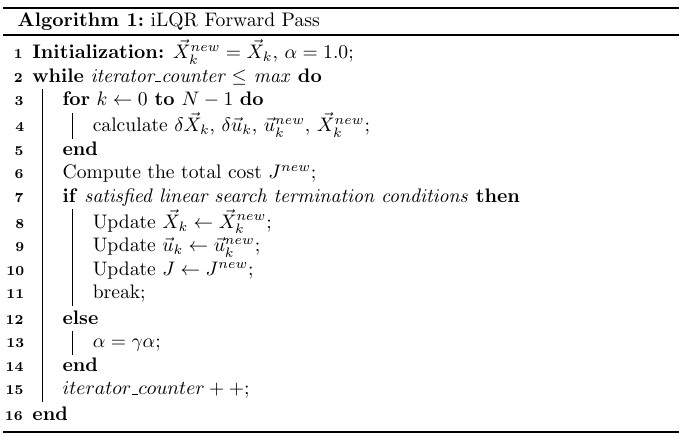 Algorithm 1: iLQR Forward Pass
1 Initialization: $\vec{X}_k^{new} = \vec{X}_k$, $\alpha = 1.0$;
2 while iterator_counter ≤ max do
3 for $k \leftarrow 0$ to $N - 1$ do
4 calculate $\delta\vec{X}_k$, $\delta\vec{u}_k$, $\vec{u}_k^{new}$, $\vec{X}_k^{new}$;
5 end
6 Compute the total cost $J^{new}$;
7 if satisfied linear search termination conditions then
8 Update $\vec{X}_k \leftarrow \vec{X}_k^{new}$;
9 Update $\vec{u}_k \leftarrow \vec{u}_k^{new}$;
10 Update $J \leftarrow J^{new}$;
11 break;
12 else
13 $\alpha = \gamma\alpha$;
14 end
15 iterator_counter + +;
16 end